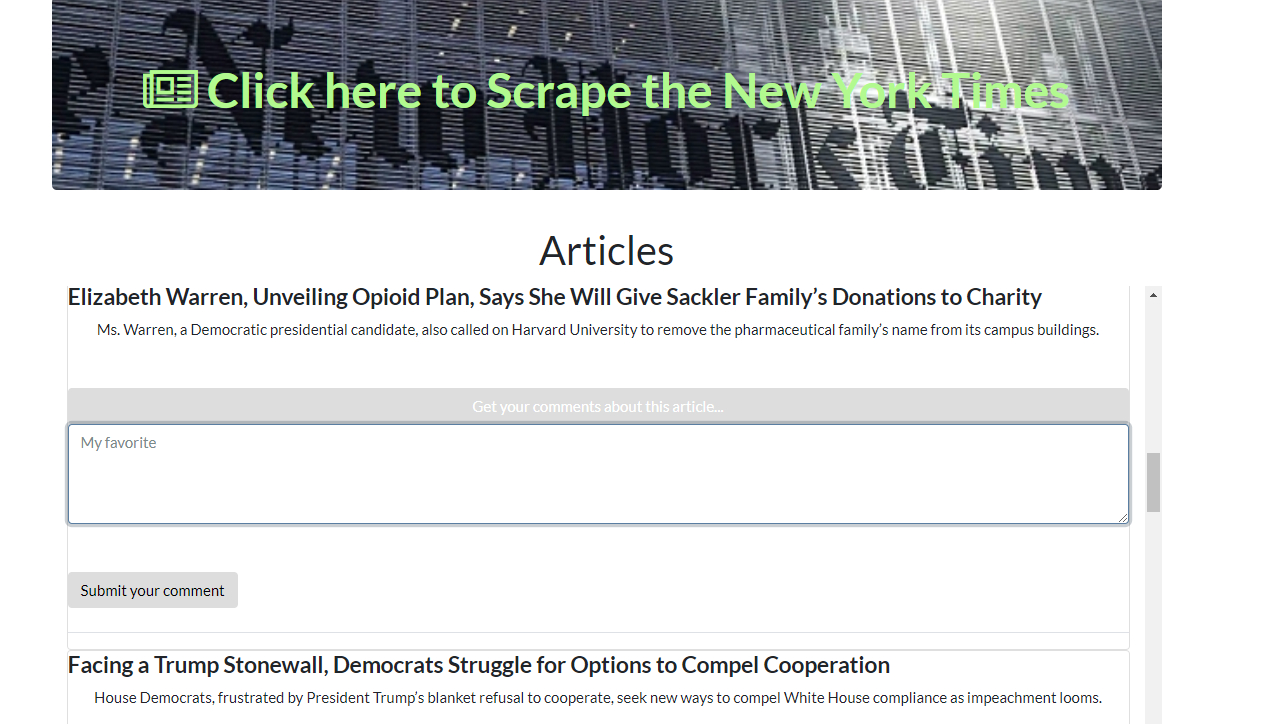 Click here to Scrape the New York Times
Articles
Elizabeth Warren, Unveiling Opioid Plan, Says She Will Give Sackler Family’s Donations to Charity
Ms. Warren, a Democratic presidential candidate, also called on Harvard University to remove the pharmaceutical family’s name from its campus buildings.
Get your comments about this article...
My favorite
Submit your comment
Facing a Trump Stonewall, Democrats Struggle for Options to Compel Cooperation
House Democrats, frustrated by President Trump’s blanket refusal to cooperate, seek new ways to compel White House compliance as impeachment looms.